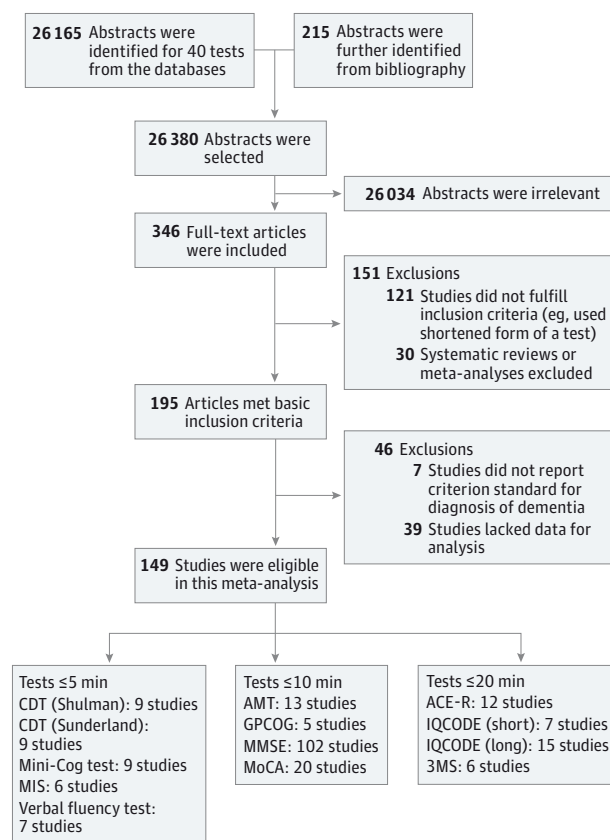 26 165 Abstracts were
identified for 40 tests
from the databases
215 Abstracts were
further identified
from bibliography
26 380 Abstracts were
selected
26 034 Abstracts were irrelevant
346 Full-text articles
were included
151 Exclusions
121 Studies did not fulfill
inclusion criteria (eg, used
shortened form of a test)
30 Systematic reviews or
meta-analyses excluded
195 Articles met basic
inclusion criteria
46 Exclusions
7 Studies did not report
criterion standard for
diagnosis of dementia
39 Studies lacked data for
analysis
149 Studies were eligible
in this meta-analysis
Tests ≤5 min
CDT (Shulman): 9 studies
CDT (Sunderland):
9 studies
Mini-Cog test: 9 studies
MIS: 6 studies
Verbal fluency test:
7 studies
Tests ≤10 min
AMT: 13 studies
GPCOG: 5 studies
MMSE: 102 studies
MoCA: 20 studies
Tests ≤20 min
ACE-R: 12 studies
IQCODE (short): 7 studies
IQCODE (long): 15 studies
3MS: 6 studies